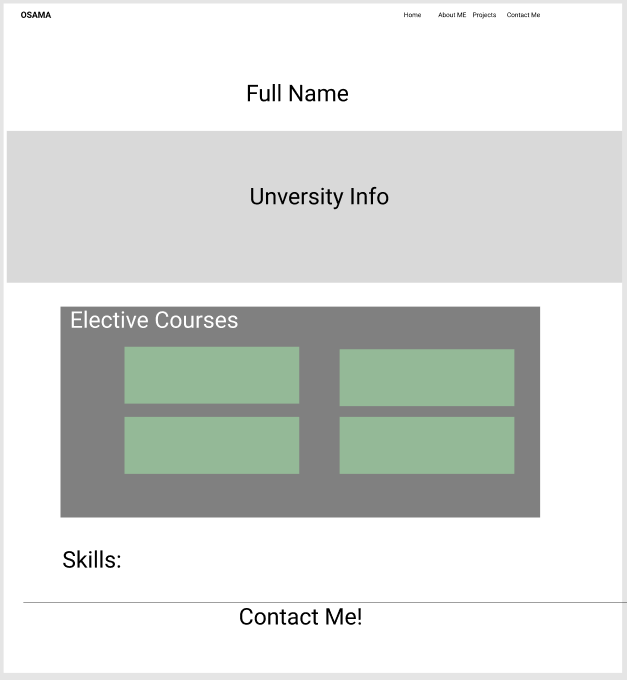 OSAMA
Home About ME Projects Contact Me
Full Name
Unversity Info
Elective Courses
Skills:
Contact Me!